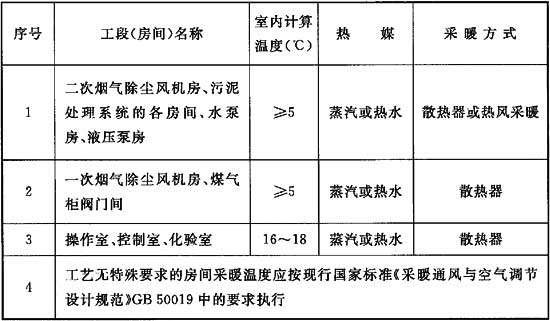 序号 工段(房间)名称 室内计算温度(℃) 热 媒 采 暖 方 式
1 二次烟气除尘风机房、污泥
处理系统的各房间、水泵
房、液压泵房 ≥5 蒸汽或热水 散热器或热风采暖
2 一次烟气除尘风机房、煤气
柜阀门间 ≥5 蒸汽或热水 散热器
3 操作室、控制室、化验室 16～18 蒸汽或热水 散热器
4 工艺无特殊要求的房间采暖温度应按现行国家标准《采暖通风与空气调节
设计规范》GB 50019 中的要求执行